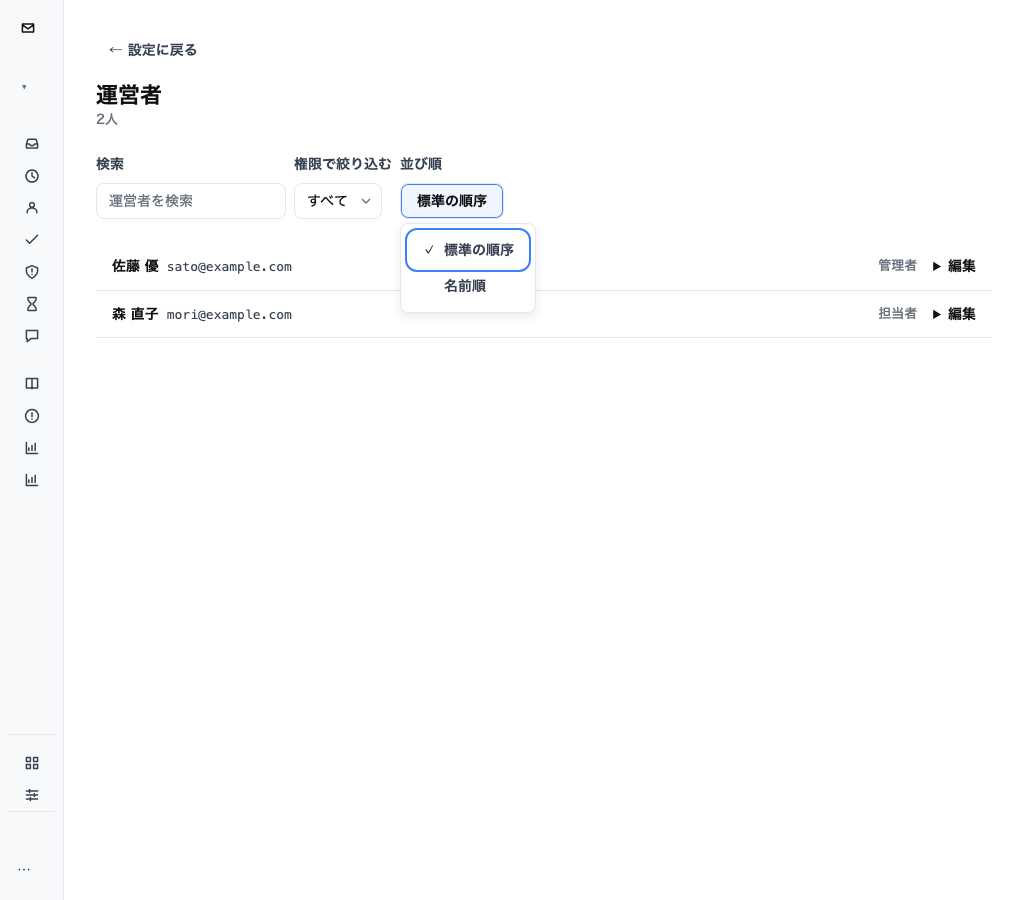 ← 設定に戻る
運営者
2人
検索 権限で絞り込む 並び順
運営者を検索 すべて 標準の順序
✓ 標準の順序
名前順
佐藤 優 sato@example.com 管理者 ▶ 編集
森 直子 mori@example.com 担当者 ▶ 編集
…